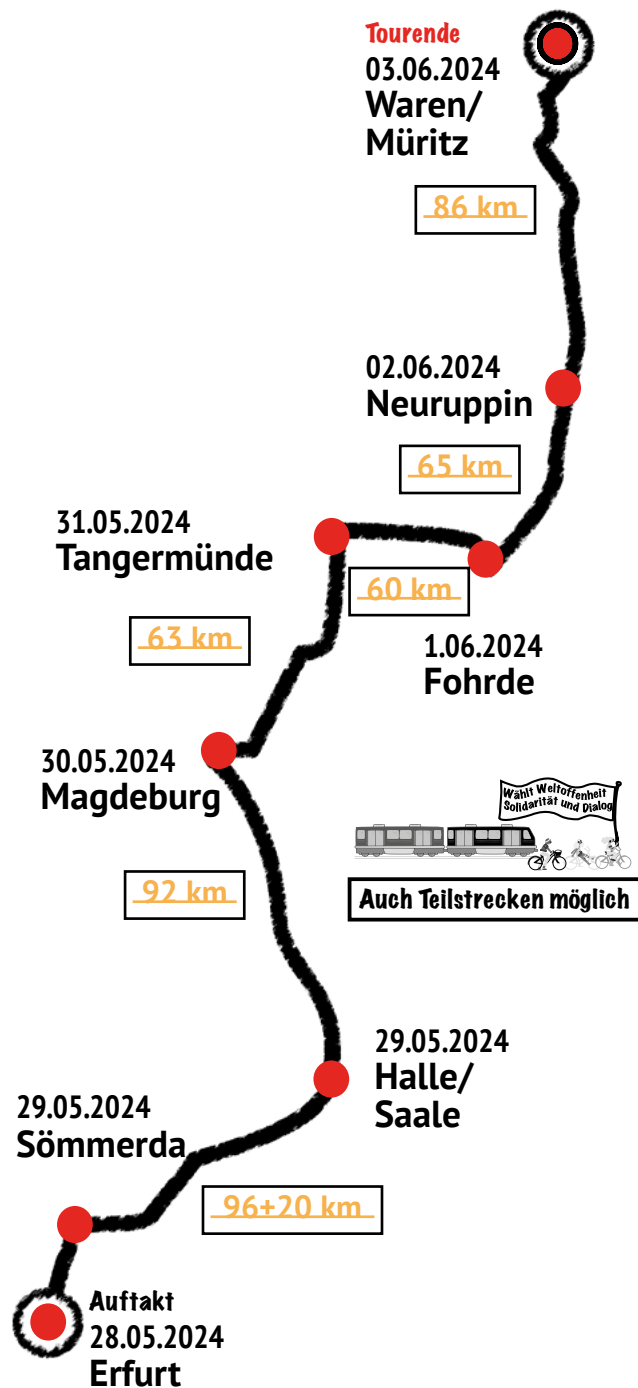 Tourende
03.06.2024
Waren/
Müritz
86 km
02.06.2024
Neuruppin
65 km
31.05.2024
Tangermünde
60 km
63 km
1.06.2024
Fohrde
30.05.2024
Magdeburg
Wählt Weltoffenheit
Solidarität und Dialog
92 km
Auch Teilstrecken möglich
29.05.2024
Halle/
Saale
29.05.2024
Sömmerda
96+20 km
Auftakt
28.05.2024
Erfurt